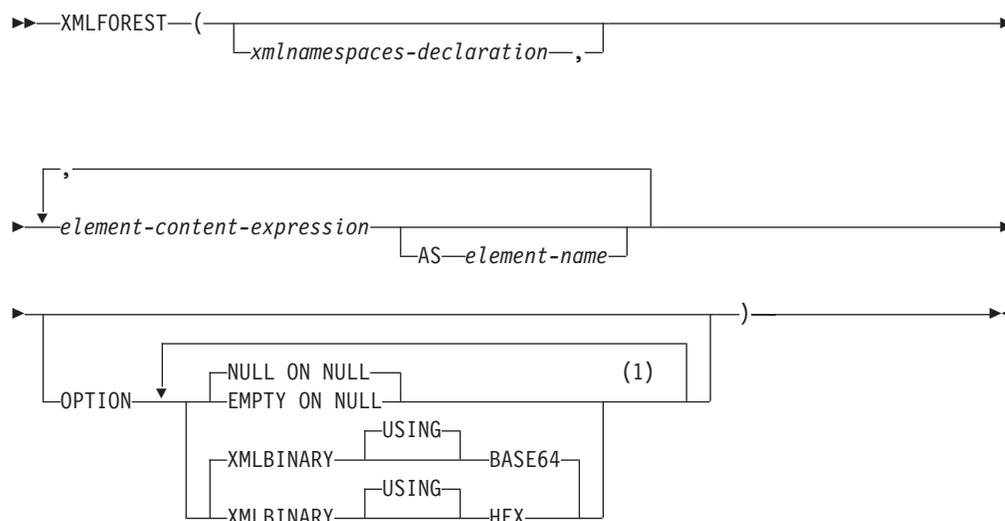 XMLFOREST (
xmlnamespaces-declaration ,
,
element-content-expression
AS element-name
)
NULL ON NULL (1)
OPTION EMPTY ON NULL
USING
XMLBINARY BASE64
USING
XMLBINARY HEX